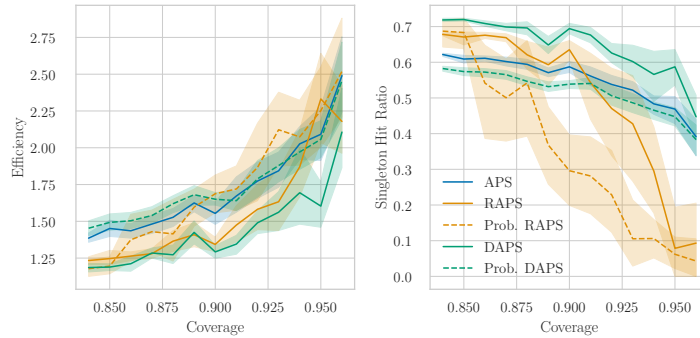 2.75
2.50
2.25
2.00
1.75
1.50
1.25
Efficiency
0.850
0.875
0.900
0.925
0.950
Coverage
0.7
0.6
0.5
0.4
0.3
0.2
0.1
0.0
Singleton Hit Ratio
APS
RAPS
Prob. RAPS
DAPS
Prob. DAPS
0.850
0.875
0.900
0.925
0.950
Coverage